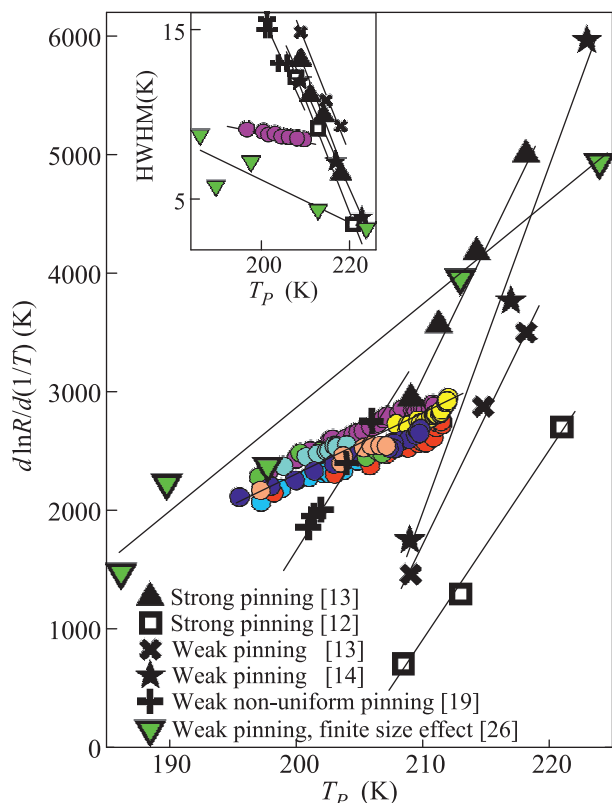 6000
5000
4000
3000
2000
1000
0
dlnR/d(1/T) (K)
190
200
210
220
T_P (K)
15
5
HWHM(K)
200
220
T_P (K)
Strong pinning [13]
Strong pinning [12]
Weak pinning [13]
Weak pinning [14]
Weak non-uniform pinning [19]
Weak pinning, finite size effect [26]